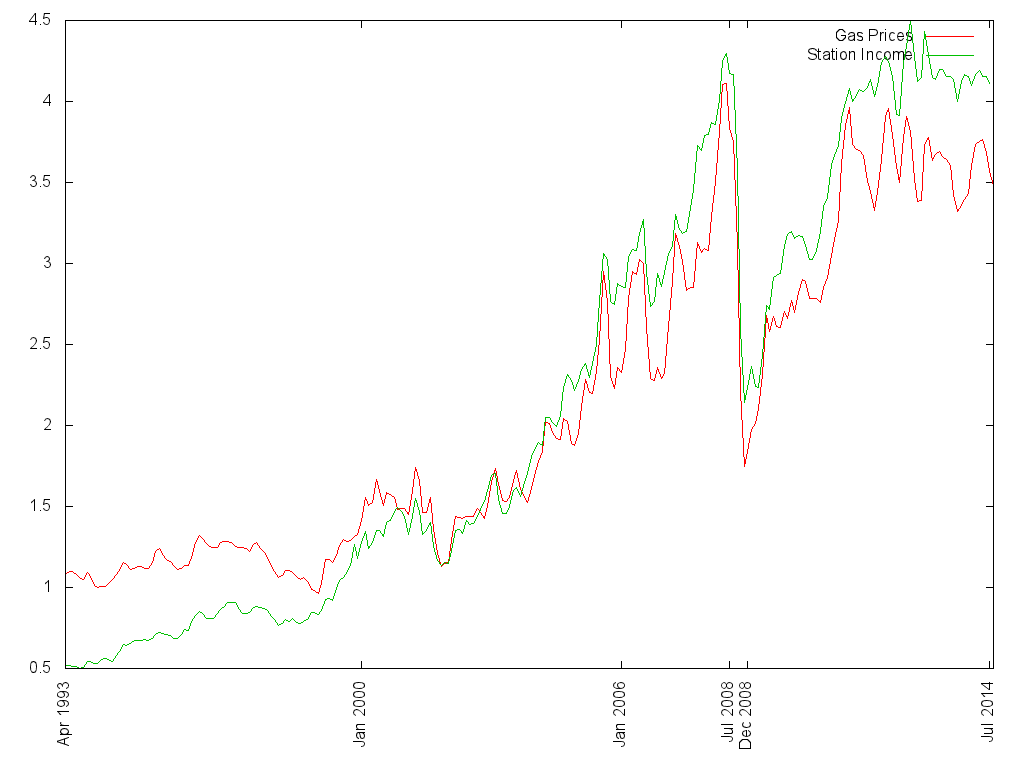 4.5
Gas Prices
Station Income
4
3.5
3
2.5
2
1.5
1
0.5
Apr 1993
Jan 2000
Jan 2006
Jul 2008
Dec 2008
Jul 2014